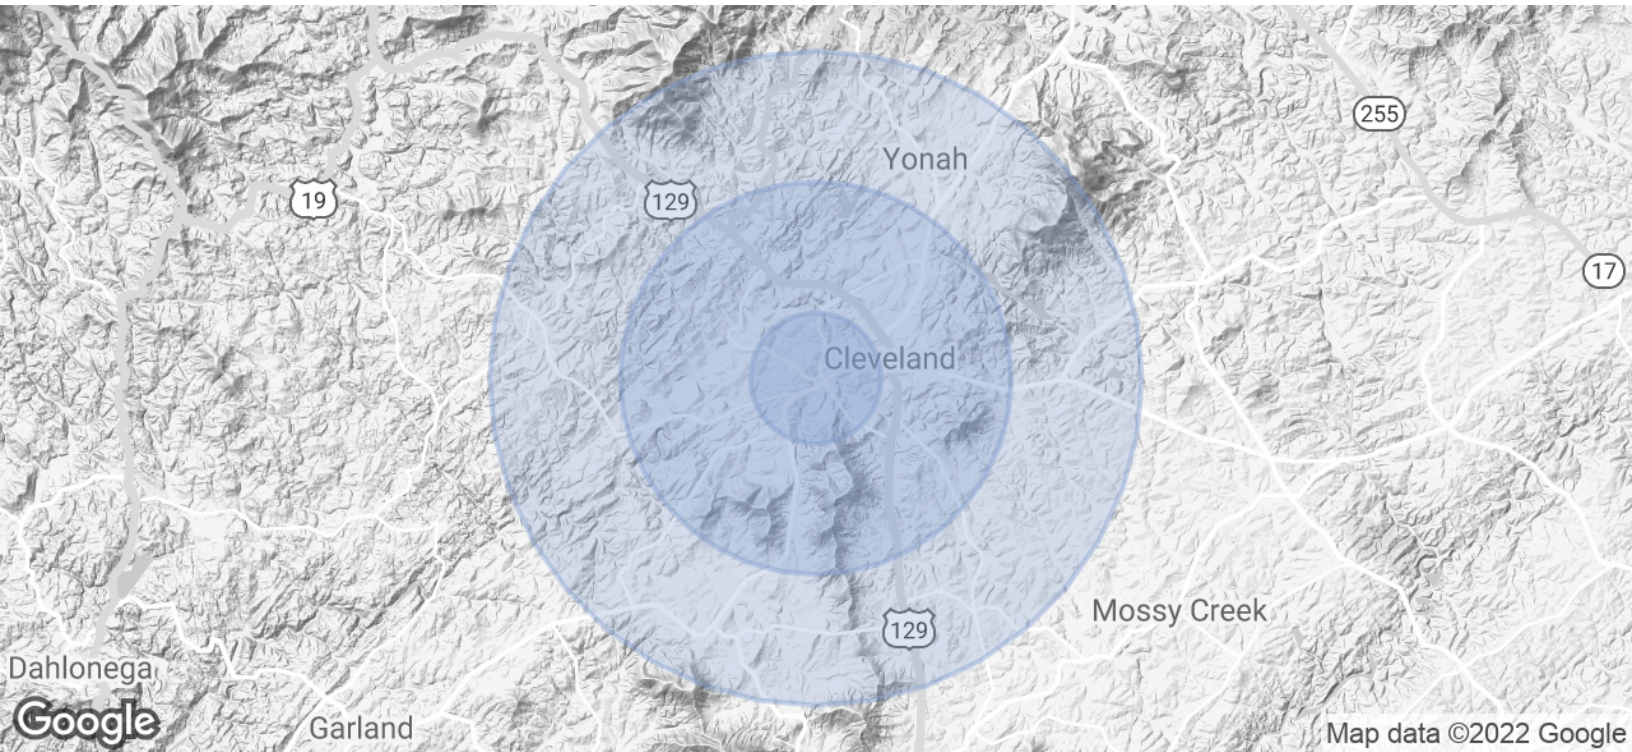 255
Yonah
19
129
17
Cleveland
Mossy Creek
129
Dahlonega
Google
Garland
Map data ©2022 Google